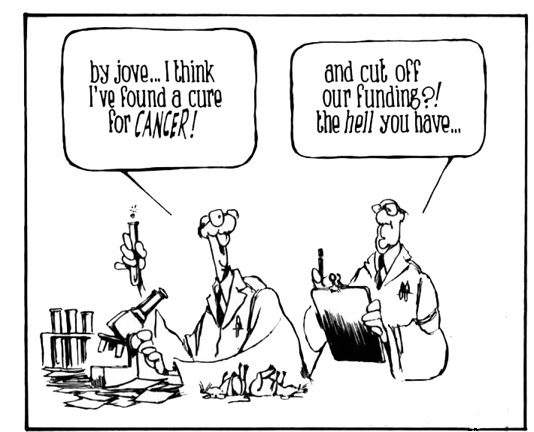 by jove... I think
I've found a cure
for CANCER!
and cut off
our funding?!
the hell you have...